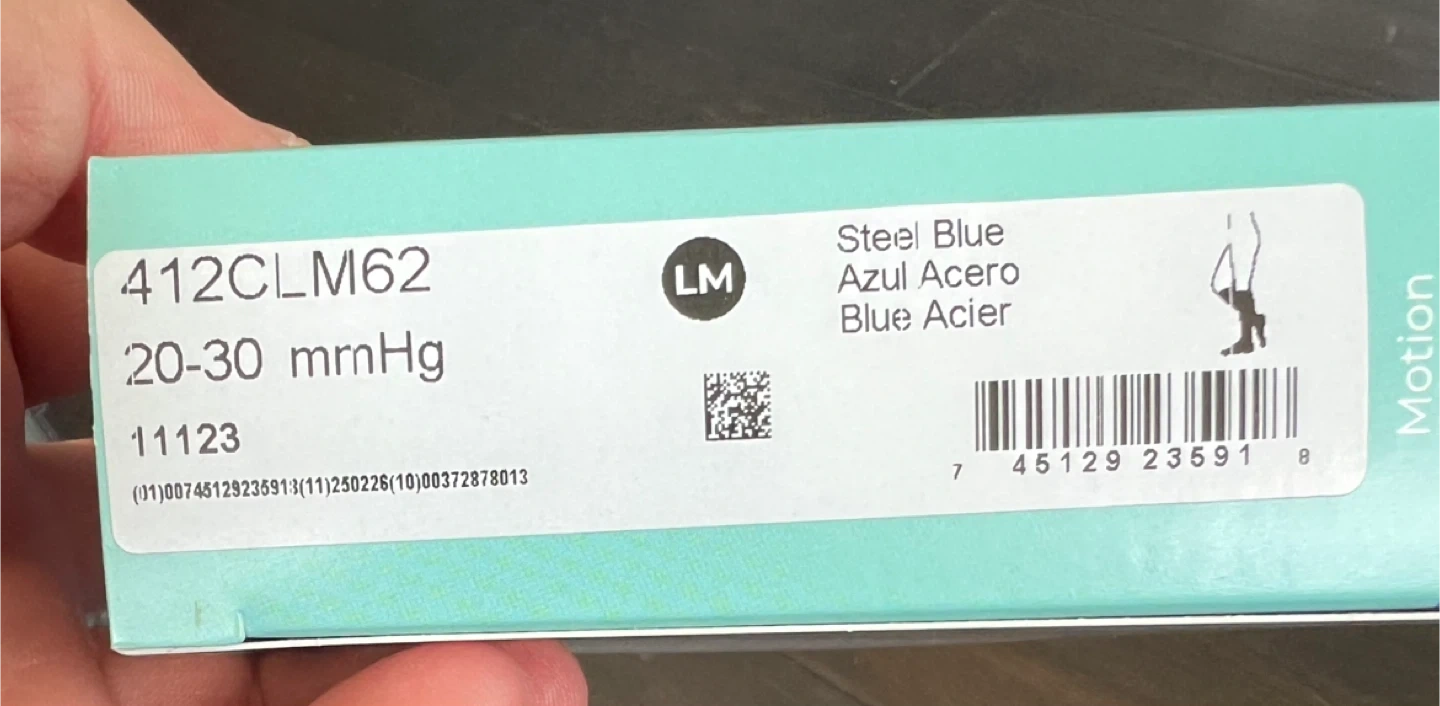 412CLM62
20-30 mmHg
11123
(01)00745129235918(11)250226(10)00372878013
LM
Steel Blue
Azul Acero
Blue Acier
7 45129 23591 8
Motion